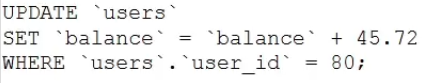 UPDATE `users`
SET `balance` = `balance` + 45.72
WHERE `users`.`user_id` = 80;